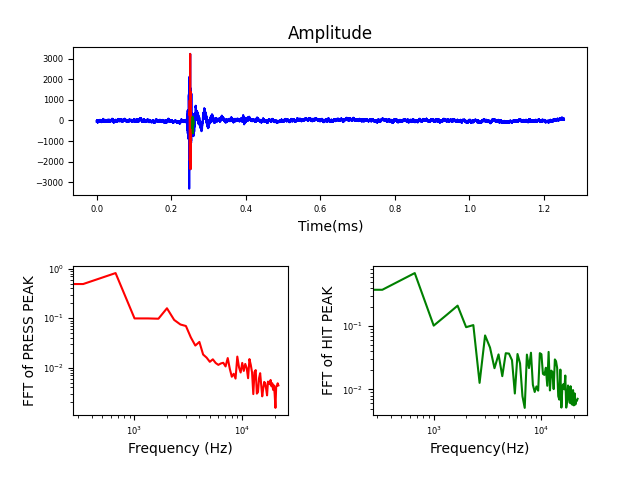 Amplitude
3000
2000
1000
0
−1000
−2000
−3000
0.0 0.2 0.4 0.6 0.8 1.0 1.2
Time(ms)
FFT of PRESS PEAK
10⁰
10⁻¹
10⁻²
10³ 10⁴
Frequency (Hz)
FFT of HIT PEAK
10⁻¹
10⁻²
10³ 10⁴
Frequency(Hz)